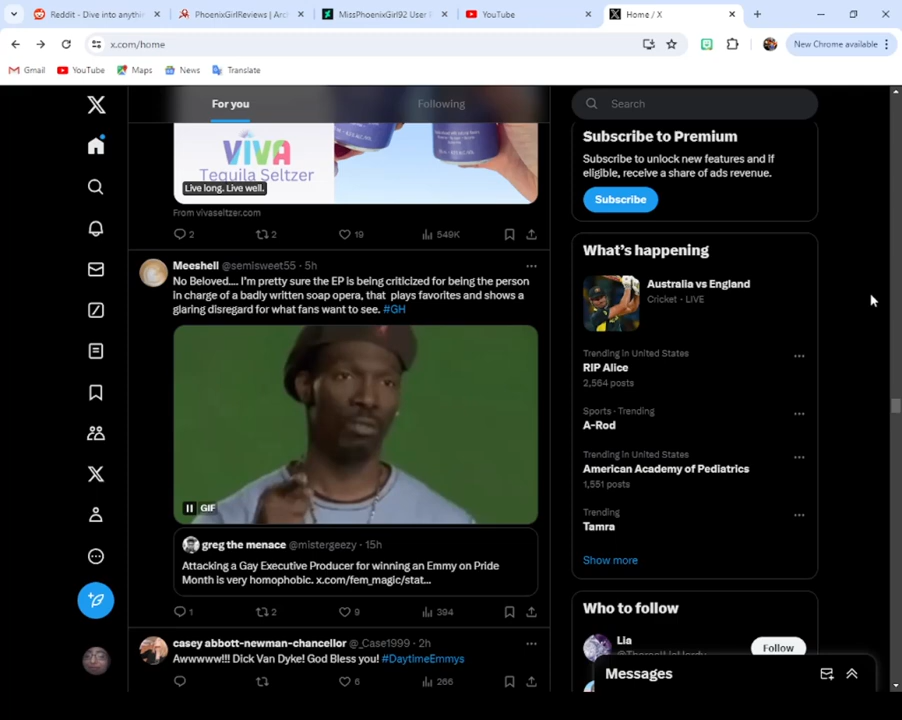 Reddit - Dive into anythin
PhoenixGirlReviews | Arch
MissPhoenixGirl92 User P
YouTube
Home / X
x.com/home
New Chrome available
Gmail
YouTube
Maps
News
Translate
For you
Following
Search
VIVA
Tequila Seltzer
Live long. Live well.
From vivaseltzer.com
2
2
19
549K
Meeshell @semisweet55 · 5h
No Beloved.... I'm pretty sure the EP is being criticized for being the person
in charge of a badly written soap opera, that plays favorites and shows a
glaring disregard for what fans want to see. #GH
GIF
greg the menace @mistergeezy · 15h
Attacking a Gay Executive Producer for winning an Emmy on Pride
Month is very homophobic. x.com/fem_magic/stat...
1
2
9
394
casey abbott-newman-chancellor @_Case1999 · 2h
Awwwww!!! Dick Van Dyke! God Bless you! #DaytimeEmmys
6
266
Subscribe to Premium
Subscribe to unlock new features and if
eligible, receive a share of ads revenue.
Subscribe
What's happening
Australia vs England
Cricket · LIVE
Trending in United States
RIP Alice
2,564 posts
Sports · Trending
A-Rod
Trending in United States
American Academy of Pediatrics
1,551 posts
Trending
Tamra
Show more
Who to follow
Lia
Follow
Messages